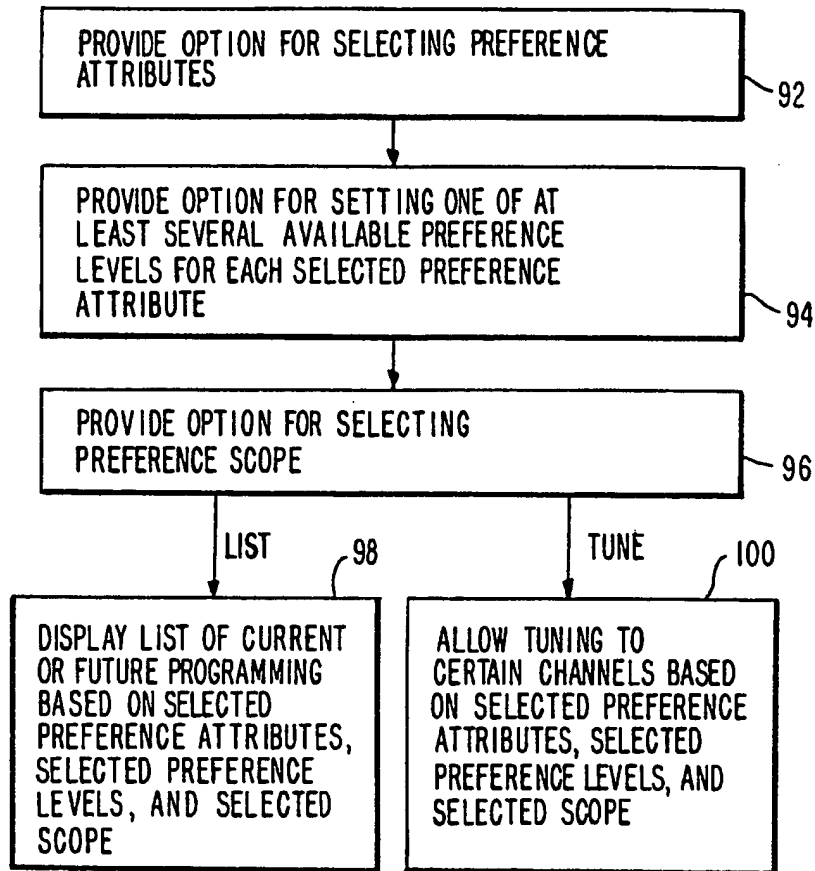 PROVIDE OPTION FOR SELECTING PREFERENCE
ATTRIBUTES
92
PROVIDE OPTION FOR SETTING ONE OF AT
LEAST SEVERAL AVAILABLE PREFERENCE
LEVELS FOR EACH SELECTED PREFERENCE
ATTRIBUTE
94
PROVIDE OPTION FOR SELECTING
PREFERENCE SCOPE
96
LIST
98
DISPLAY LIST OF CURRENT
OR FUTURE PROGRAMMING
BASED ON SELECTED
PREFERENCE ATTRIBUTES,
SELECTED PREFERENCE
LEVELS, AND SELECTED
SCOPE
TUNE
100
ALLOW TUNING TO
CERTAIN CHANNELS BASED
ON SELECTED PREFERENCE
ATTRIBUTES, SELECTED
PREFERENCE LEVELS, AND
SELECTED SCOPE